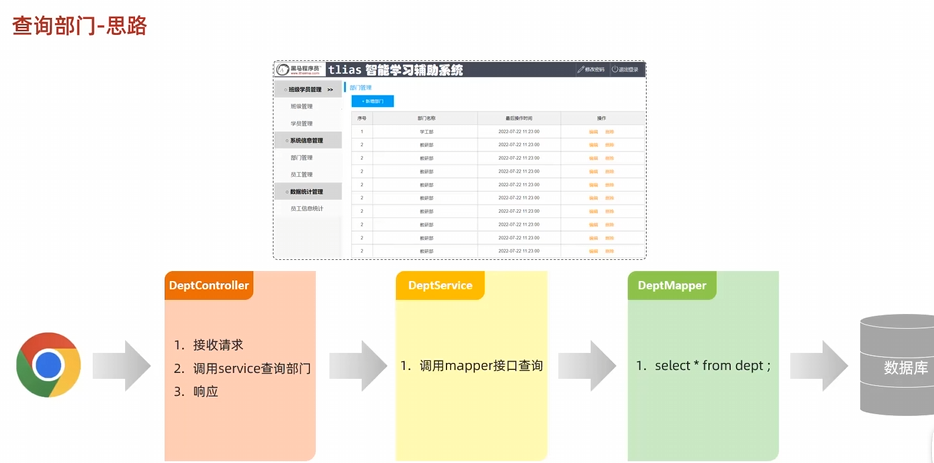 查询部门-思路
黑马程序员
tlias 智能学习辅助系统
修改密码
退出登录
班级学员管理 >>
班级管理
学员管理
系统信息管理
部门管理
员工管理
数据统计管理
员工信息统计
部门管理
+ 新增部门
序号 部门名称 最后操作时间 操作
1 学工部 2022-07-22 11:23:00 编辑 删除
2 教研部 2022-07-22 11:23:00 编辑 删除
2 教研部 2022-07-22 11:23:00 编辑 删除
2 教研部 2022-07-22 11:23:00 编辑 删除
2 教研部 2022-07-22 11:23:00 编辑 删除
2 教研部 2022-07-22 11:23:00 编辑 删除
2 教研部 2022-07-22 11:23:00 编辑 删除
2 教研部 2022-07-22 11:23:00 编辑 删除
2 教研部 2022-07-22 11:23:00 编辑 删除
2 教研部 2022-07-22 11:23:00 编辑 删除
DeptController
1. 接收请求
2. 调用service查询部门
3. 响应
DeptService
1. 调用mapper接口查询
DeptMapper
1. select * from dept ;
数据库